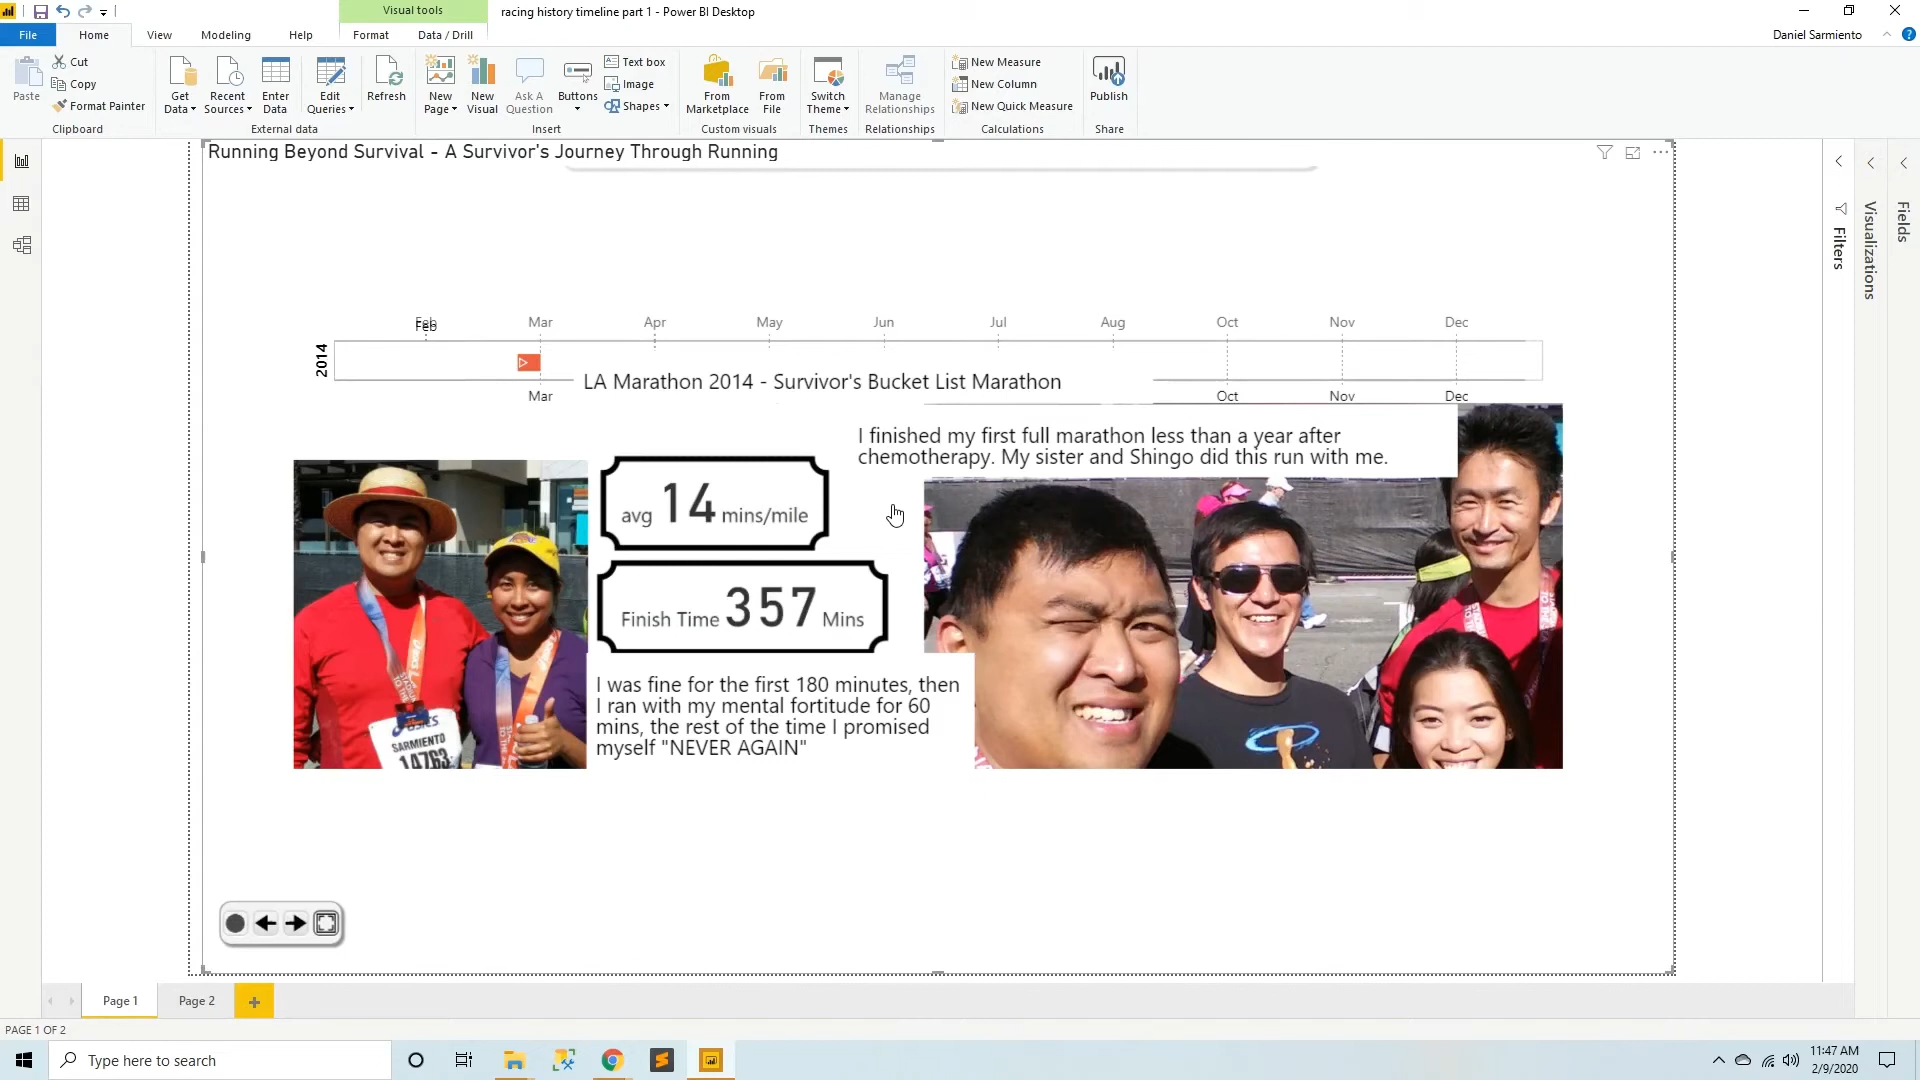 Visual tools
racing history timeline part 1 - Power BI Desktop
File Home View Modeling Help Format Data / Drill Daniel Sarmiento
Paste
Cut
Copy
Format Painter
Clipboard
Get Data
Recent Sources
Enter Data
Edit Queries
External data
Refresh
New Page
New Visual
Ask A Question
Buttons
Text box
Image
Shapes
Insert
From Marketplace
From File
Custom visuals
Switch Theme
Themes
Manage Relationships
Relationships
New Measure
New Column
New Quick Measure
Calculations
Publish
Share
Running Beyond Survival - A Survivor's Journey Through Running
Filters
Visualizations
Fields
Feb Mar Apr May Jun Jul Aug Oct Nov Dec
Feb
2014
LA Marathon 2014 - Survivor's Bucket List Marathon
Mar Oct Nov Dec
I finished my first full marathon less than a year after
chemotherapy. My sister and Shingo did this run with me.
avg 14 mins/mile
Finish Time 357 Mins
I was fine for the first 180 minutes, then
I ran with my mental fortitude for 60
mins, the rest of the time I promised
myself "NEVER AGAIN"
ASICS
SARMIENTO
14763
Page 1 Page 2
PAGE 1 OF 2
Type here to search
11:47 AM
2/9/2020